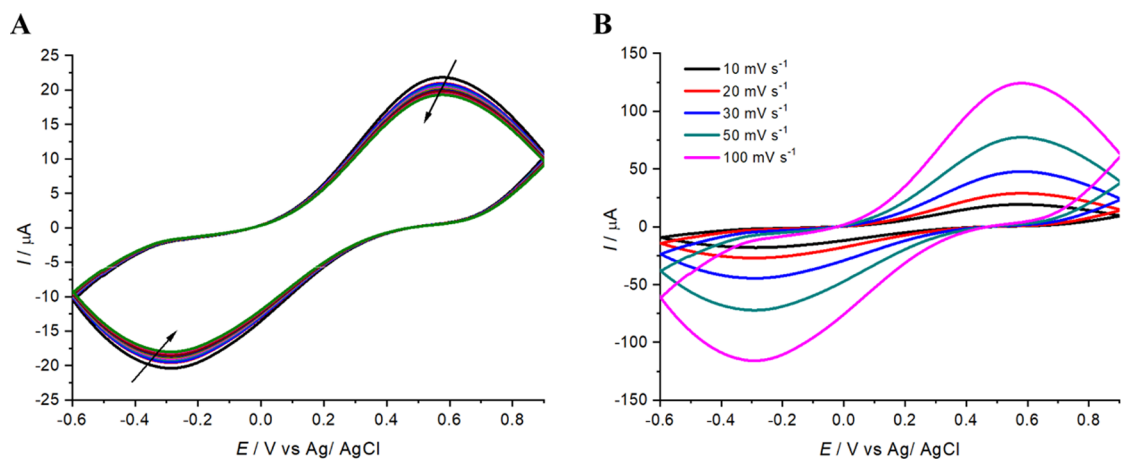 A
25
20
15
10
5
0
-5
-10
-15
-20
25
I / µA
-0.6 -0.4 -0.2 0.0 0.2 0.4 0.6 0.8
E / V vs Ag/ AgCl
B
150
100
50
0
-50
-100
-150
I / µA
10 mV s⁻¹
20 mV s⁻¹
30 mV s⁻¹
50 mV s⁻¹
100 mV s⁻¹
-0.6 -0.4 -0.2 0.0 0.2 0.4 0.6 0.8
E / V vs Ag/ AgCl